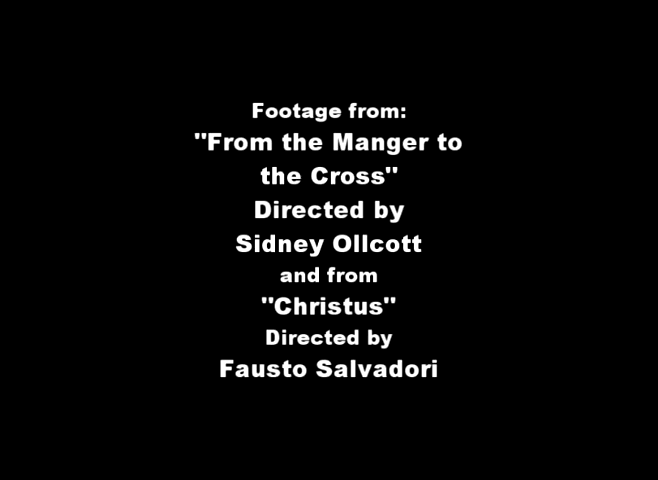 Footage from:
"From the Manger to
the Cross"
Directed by
Sidney Ollcott
and from
"Christus"
Directed by
Fausto Salvadori